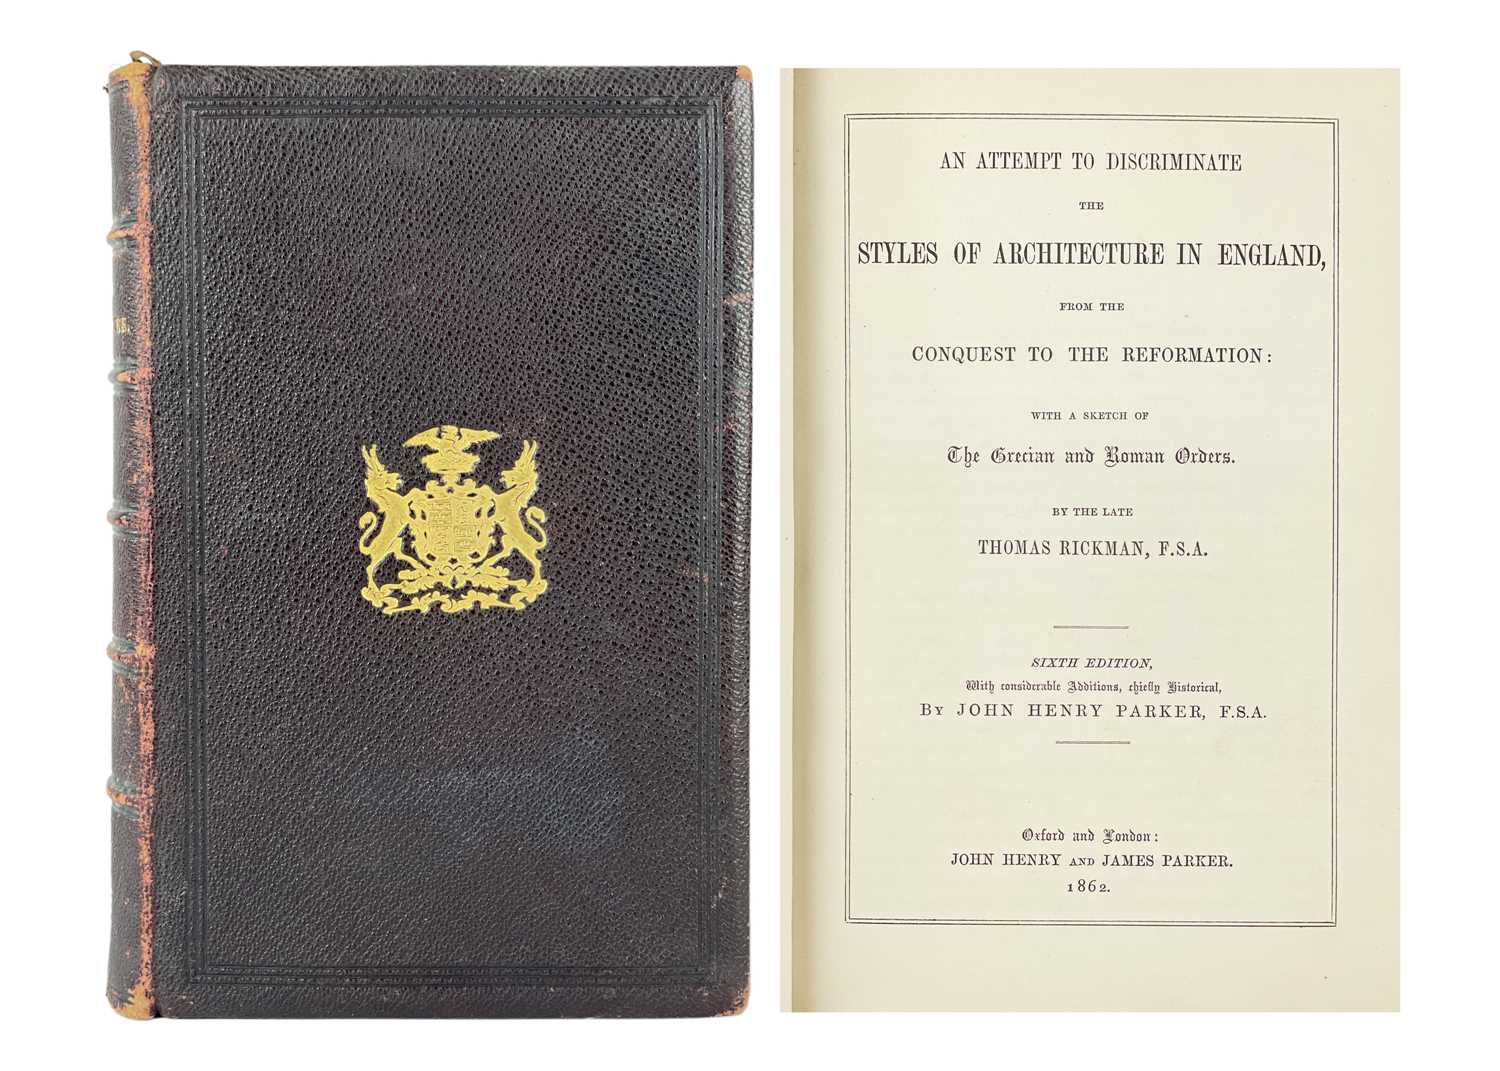 AN ATTEMPT TO DISCRIMINATE
THE
STYLES OF ARCHITECTURE IN ENGLAND,
FROM THE
CONQUEST TO THE REFORMATION:
WITH A SKETCH OF
The Grecian and Roman Orders.
BY THE LATE
THOMAS RICKMAN, F.S.A.
SIXTH EDITION,
With considerable Additions, chiefly Historical,
BY JOHN HENRY PARKER, F.S.A.
Oxford and London:
JOHN HENRY AND JAMES PARKER.
1862.